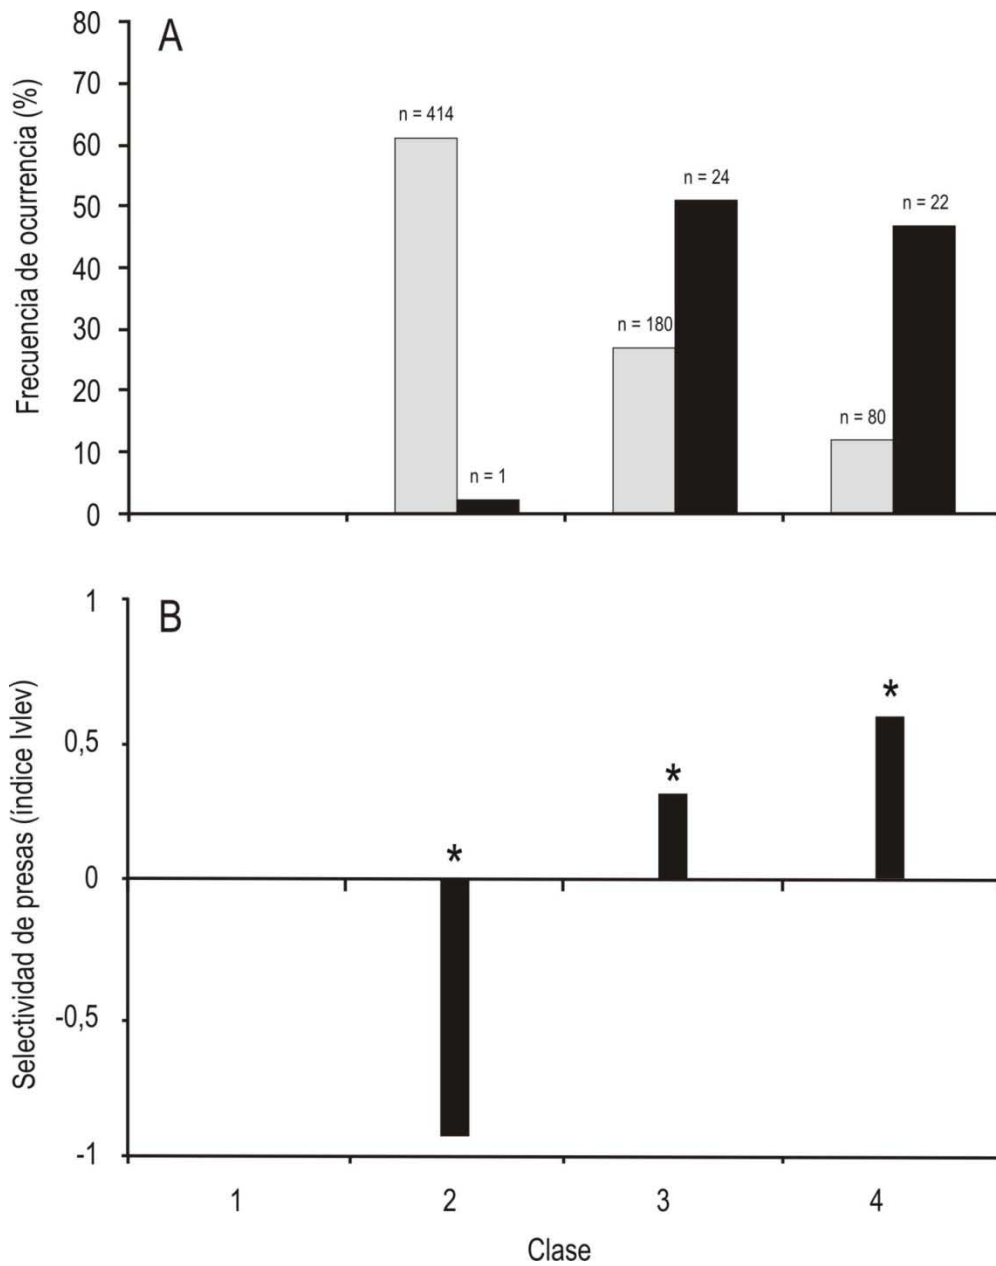 A
Frecuencia de ocurrencia (%)
80
70
60
50
40
30
20
10
0
n = 414
n = 1
n = 180
n = 24
n = 80
n = 22
B
Selectividad de presas (índice Ivlev)
1
0,5
0
-0,5
-1
*
*
*
1 2 3 4
Clase